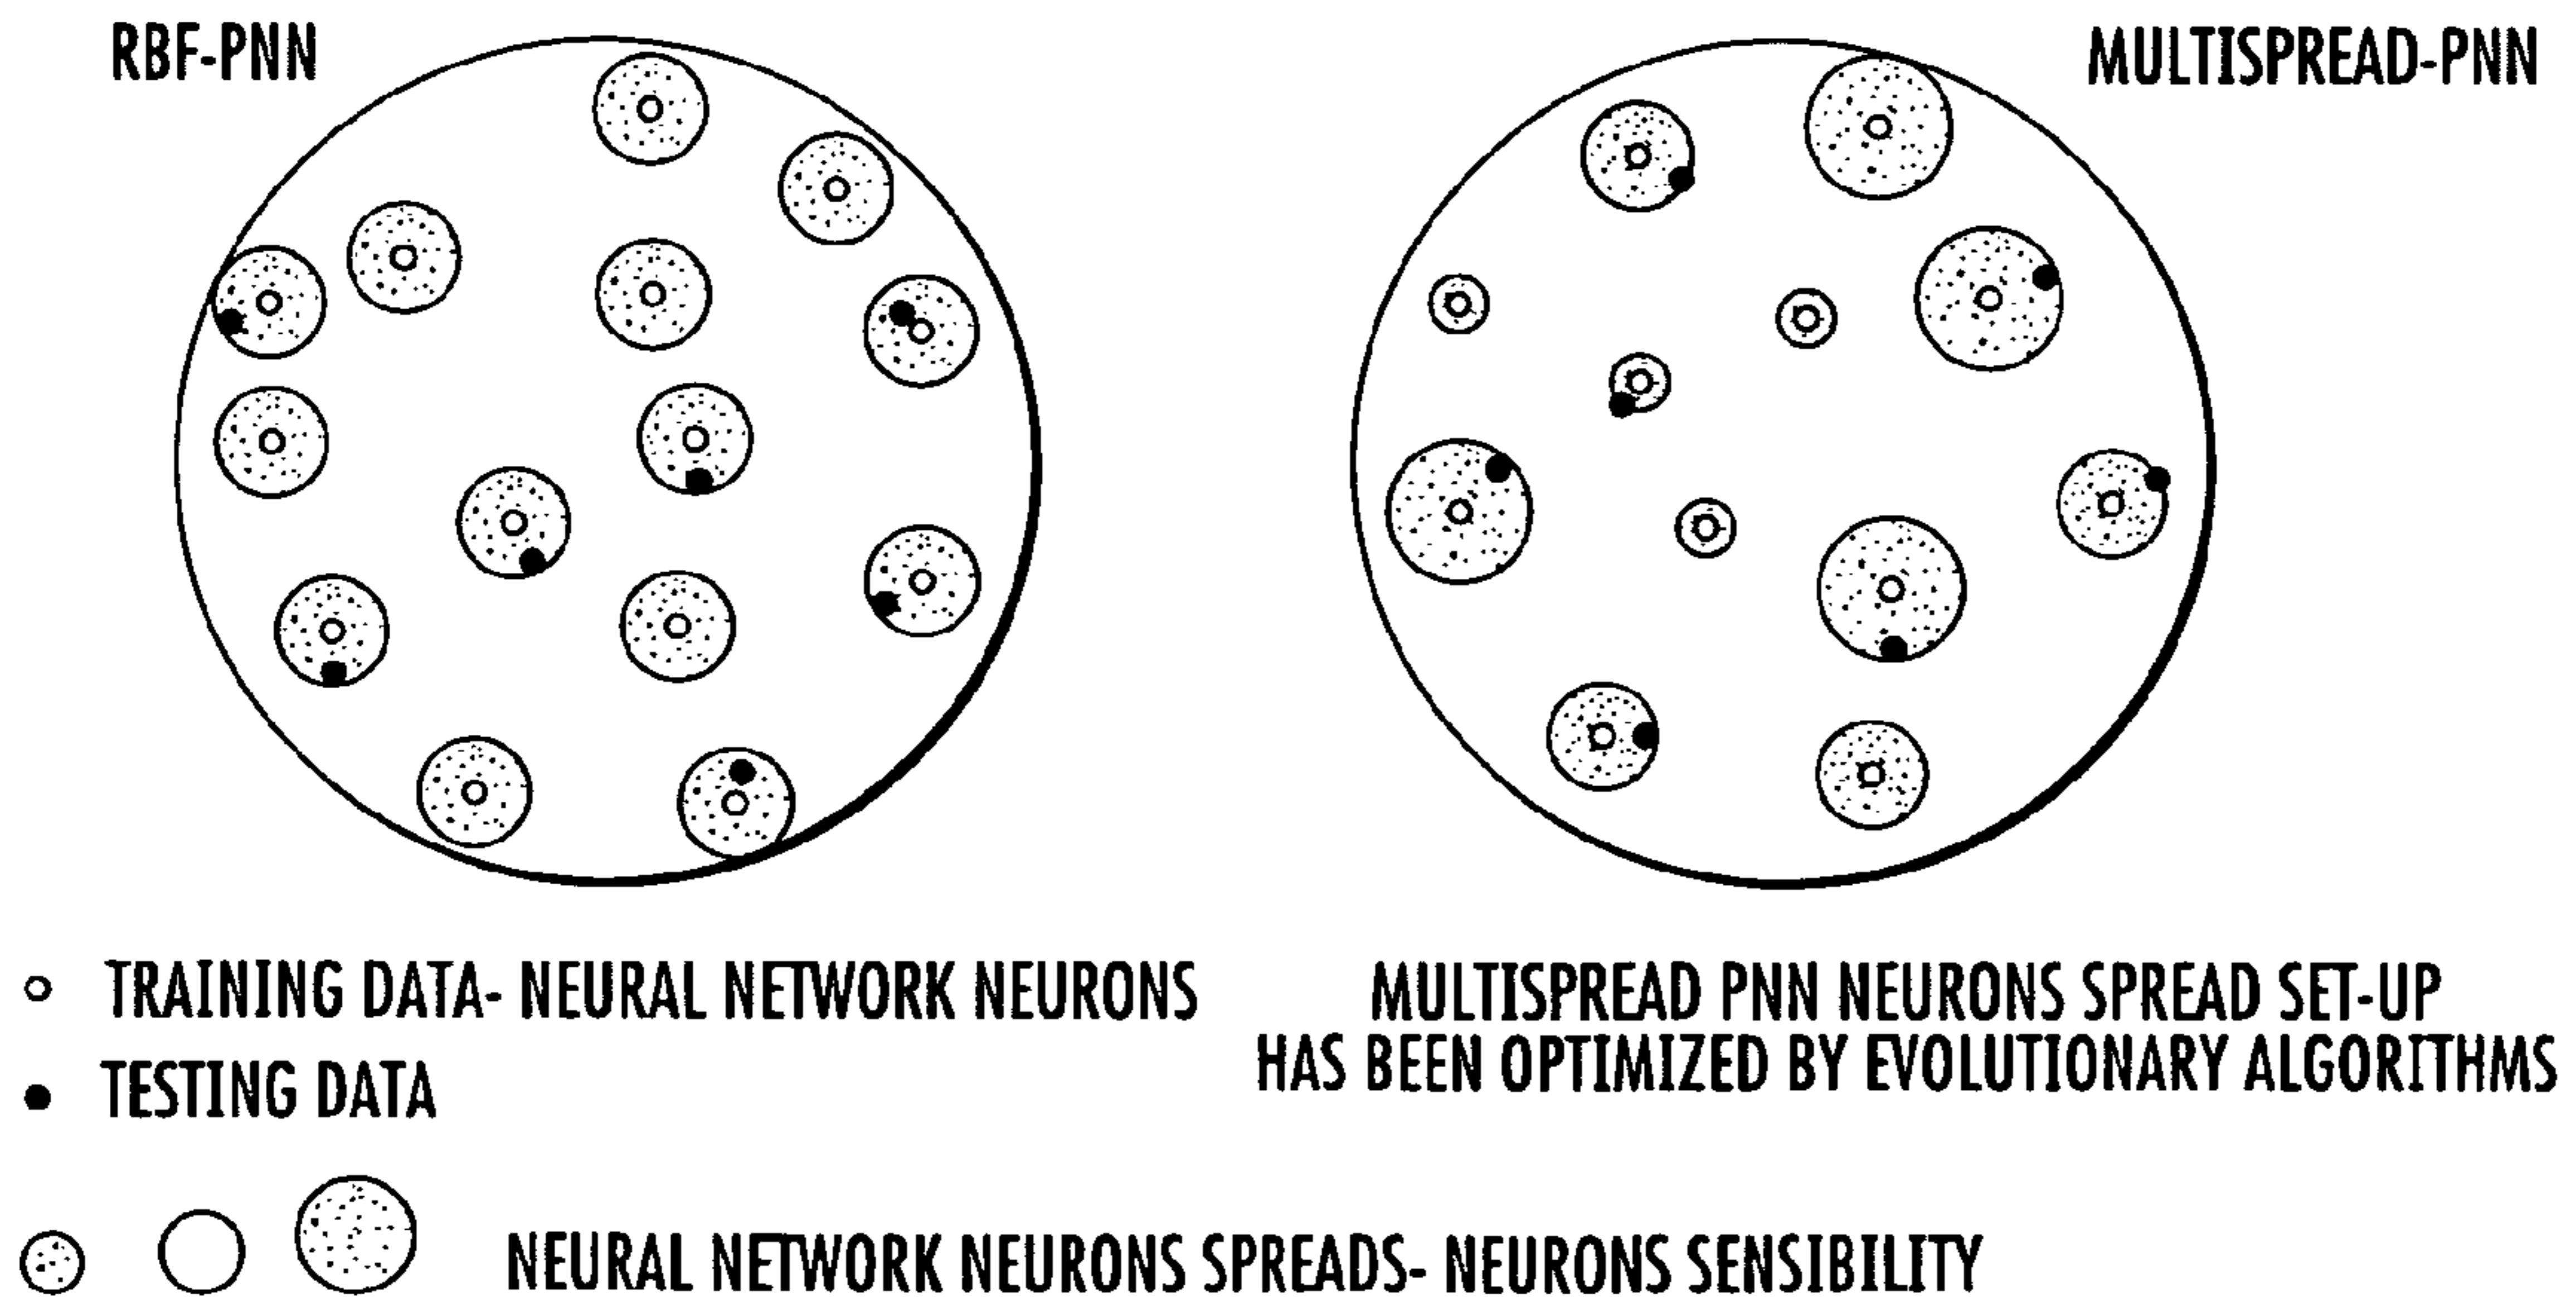 RBF-PNN
MULTISPREAD-PNN
TRAINING DATA- NEURAL NETWORK NEURONS
TESTING DATA
MULTISPREAD PNN NEURONS SPREAD SET-UP
HAS BEEN OPTIMIZED BY EVOLUTIONARY ALGORITHMS
NEURAL NETWORK NEURONS SPREADS- NEURONS SENSIBILITY